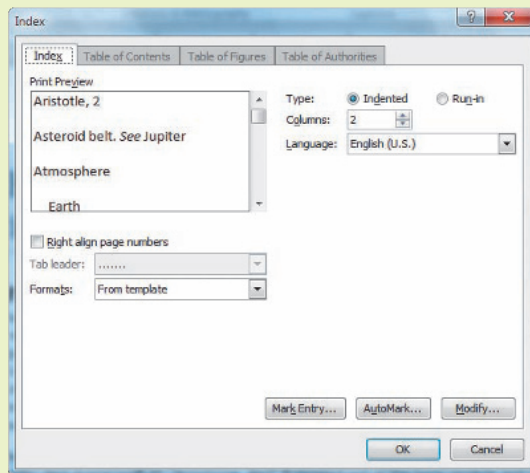 Index
Index
Table of Contents
Table of Figures
Table of Authorities
Print Preview
Aristotle, 2
Asteroid belt. See Jupiter
Atmosphere
Earth
Type:
Indented
Run-in
Columns:
2
Language:
English (U.S.)
Right align page numbers
Tab leader:
.......
Formats:
From template
Mark Entry...
AutoMark...
Modify...
OK
Cancel